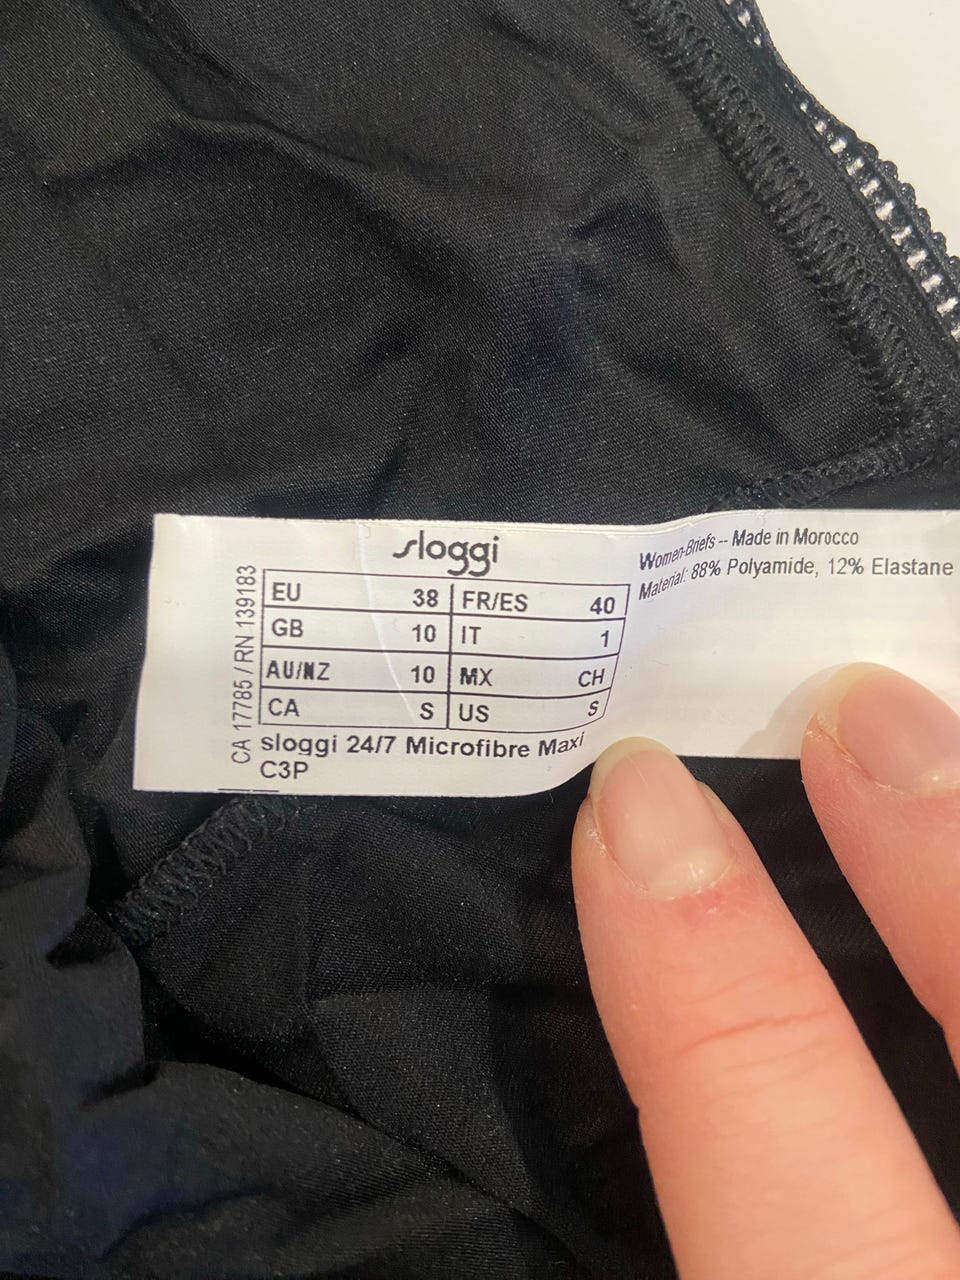 sloggi
EU 38 FR/ES 40
GB 10 IT 1
AU/NZ 10 MX CH
CA S US S
sloggi 24/7 Microfibre Maxi
C3P
CA 17785 / RN 139183
Women-Briefs -- Made in Morocco
Material: 88% Polyamide, 12% Elastane